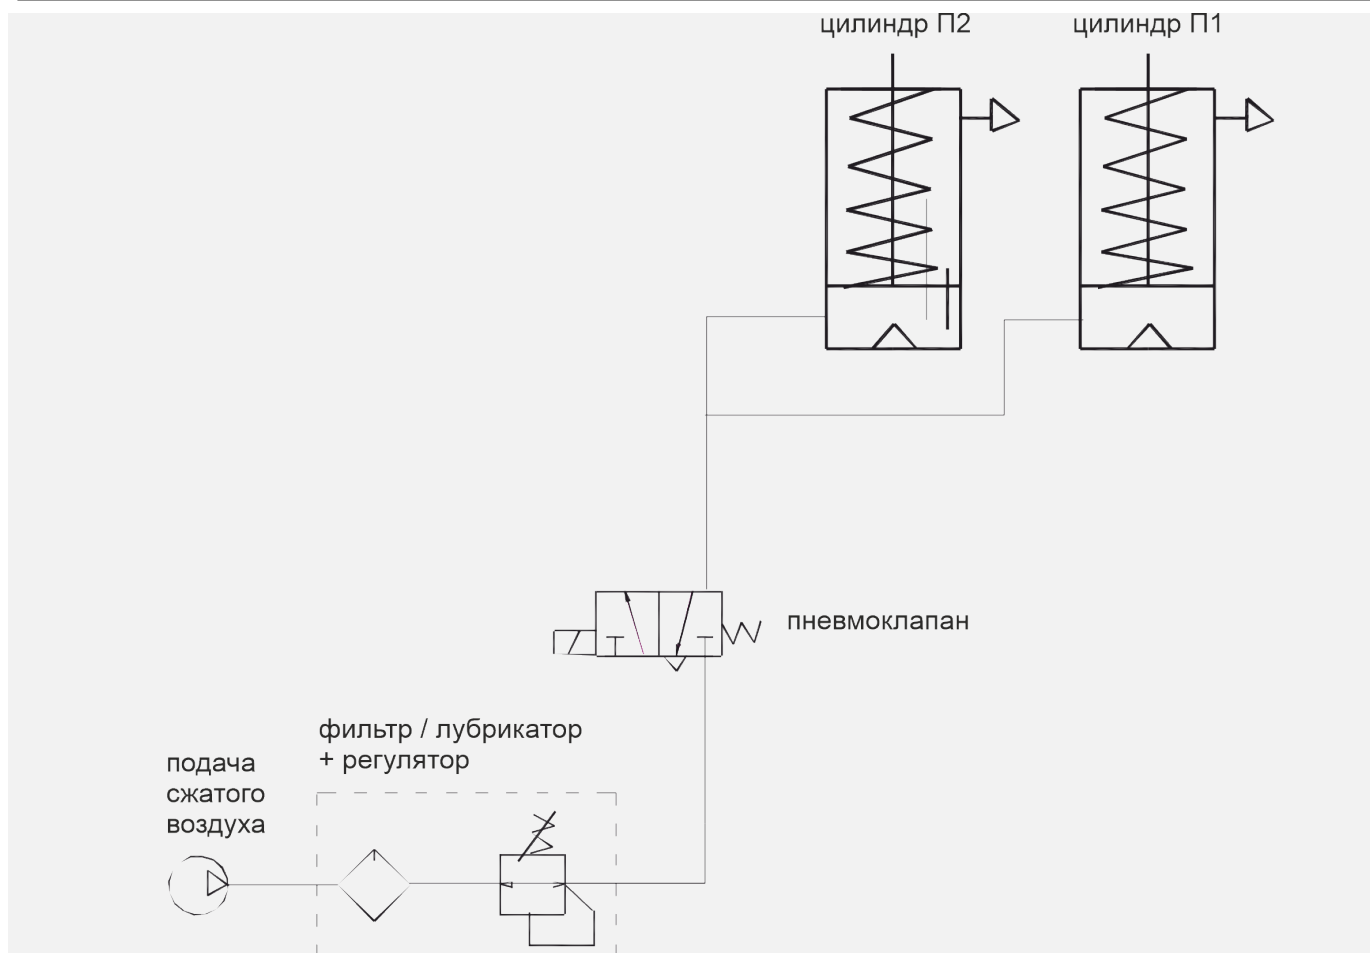 цилиндр П2
цилиндр П1
пневмоклапан
фильтр / лубрикатор
+ регулятор
подача
сжатого
воздуха